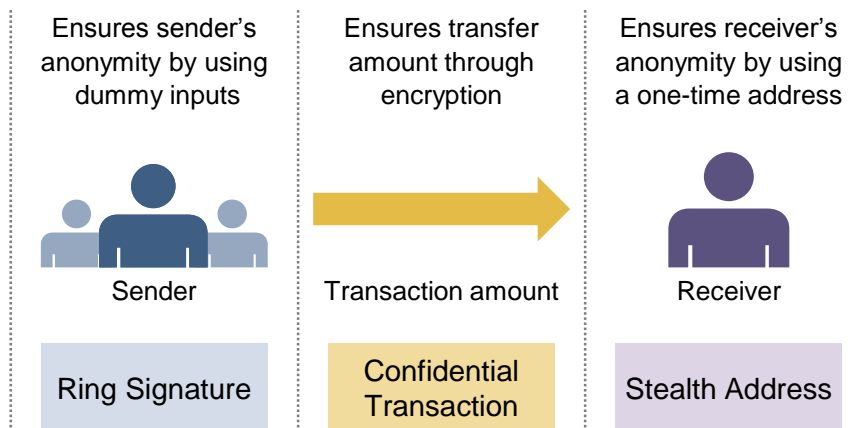 Ensures sender's
anonymity by using
dummy inputs
Sender
Ring Signature
Ensures transfer
amount through
encryption
Transaction amount
Confidential
Transaction
Ensures receiver's
anonymity by using
a one-time address
Receiver
Stealth Address